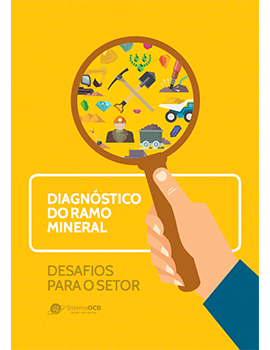 DIAGNÓSTICO
DO RAMO
MINERAL
DESAFIOS
PARA O SETOR
SistemaOCB